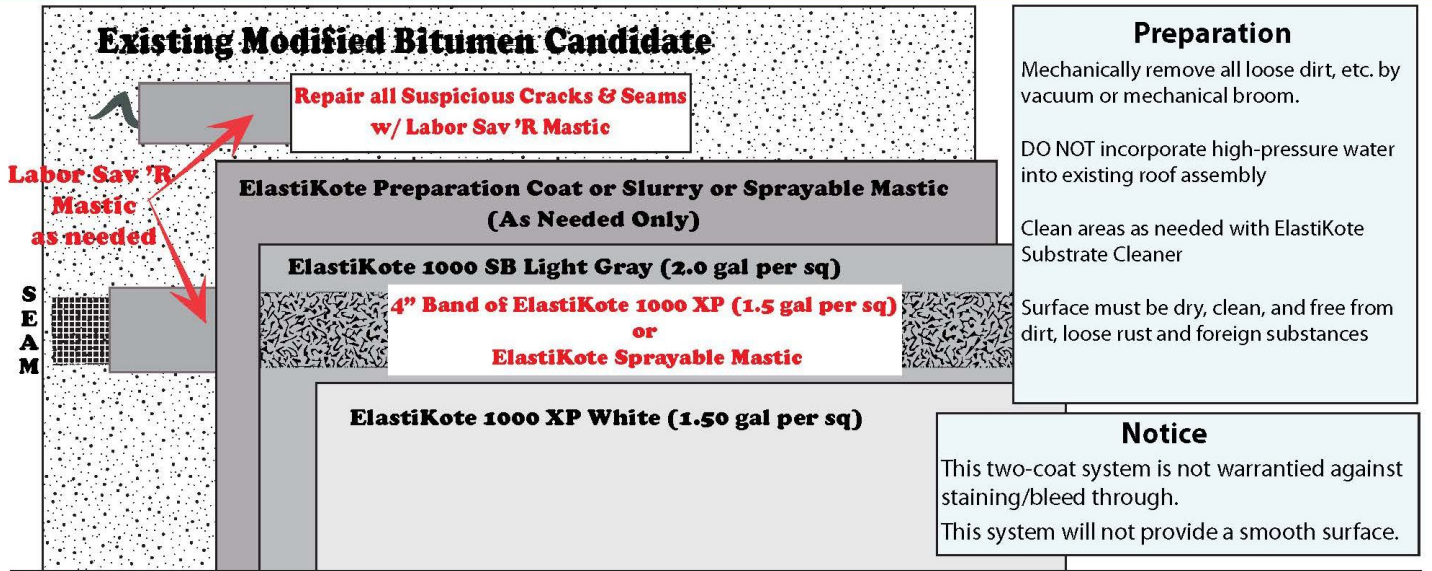 Existing Modified Bitumen Candidate
Repair all Suspicious Cracks & Seams
w/ Labor Sav ’R Mastic
Labor Sav ’R
Mastic
as needed
ElastiKote Preparation Coat or Slurry or Sprayable Mastic
(As Needed Only)
ElastiKote 1000 SB Light Gray (2.0 gal per sq)
SEAM
4” Band of ElastiKote 1000 XP (1.5 gal per sq)
or
ElastiKote Sprayable Mastic
ElastiKote 1000 XP White (1.50 gal per sq)
Preparation
Mechanically remove all loose dirt, etc. by
vacuum or mechanical broom.
DO NOT incorporate high-pressure water
into existing roof assembly
Clean areas as needed with ElastiKote
Substrate Cleaner
Surface must be dry, clean, and free from
dirt, loose rust and foreign substances
Notice
This two-coat system is not warrantied against
staining/bleed through.
This system will not provide a smooth surface.